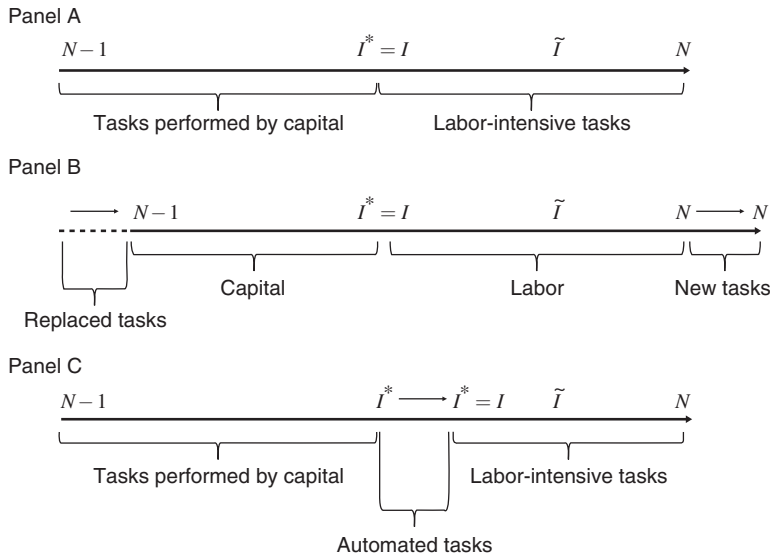 Panel A
N − 1 I* = I Ĩ N
Tasks performed by capital Labor-intensive tasks
Panel B
N − 1 I* = I Ĩ N N
Capital Labor New tasks
Replaced tasks
Panel C
N − 1 I* I* = I Ĩ N
Tasks performed by capital Labor-intensive tasks
Automated tasks